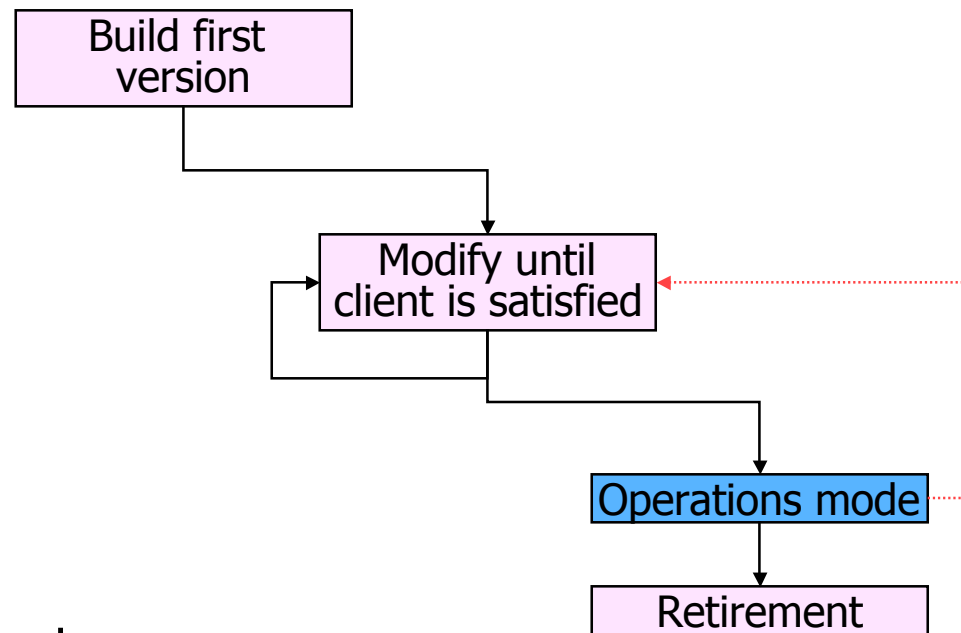 Build first
version
Modify until
client is satisfied
Operations mode
Retirement